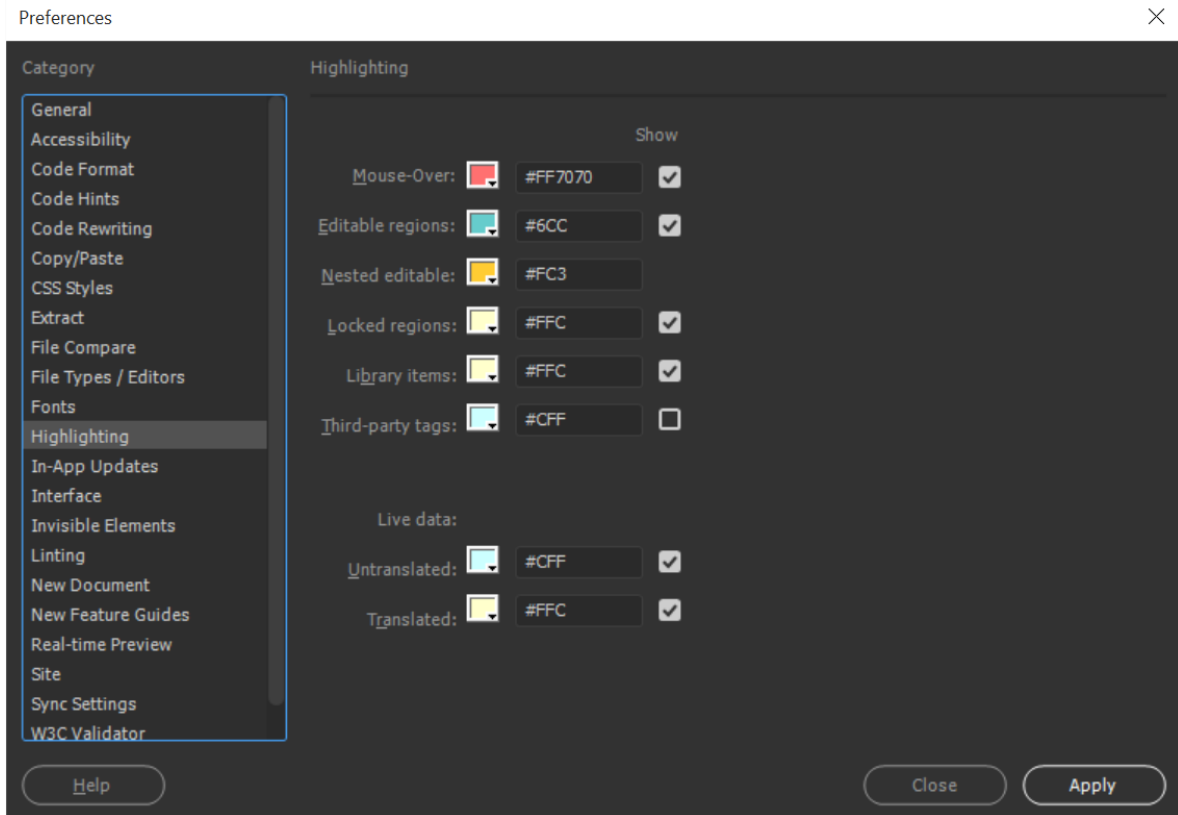 Preferences
Category
General
Accessibility
Code Format
Code Hints
Code Rewriting
Copy/Paste
CSS Styles
Extract
File Compare
File Types / Editors
Fonts
Highlighting
In-App Updates
Interface
Invisible Elements
Linting
New Document
New Feature Guides
Real-time Preview
Site
Sync Settings
W3C Validator
Highlighting
Show
Mouse-Over: #FF7070
Editable regions: #6CC
Nested editable: #FC3
Locked regions: #FFC
Library items: #FFC
Third-party tags: #CFF
Live data:
Untranslated: #CFF
Translated: #FFC
Help
Close
Apply